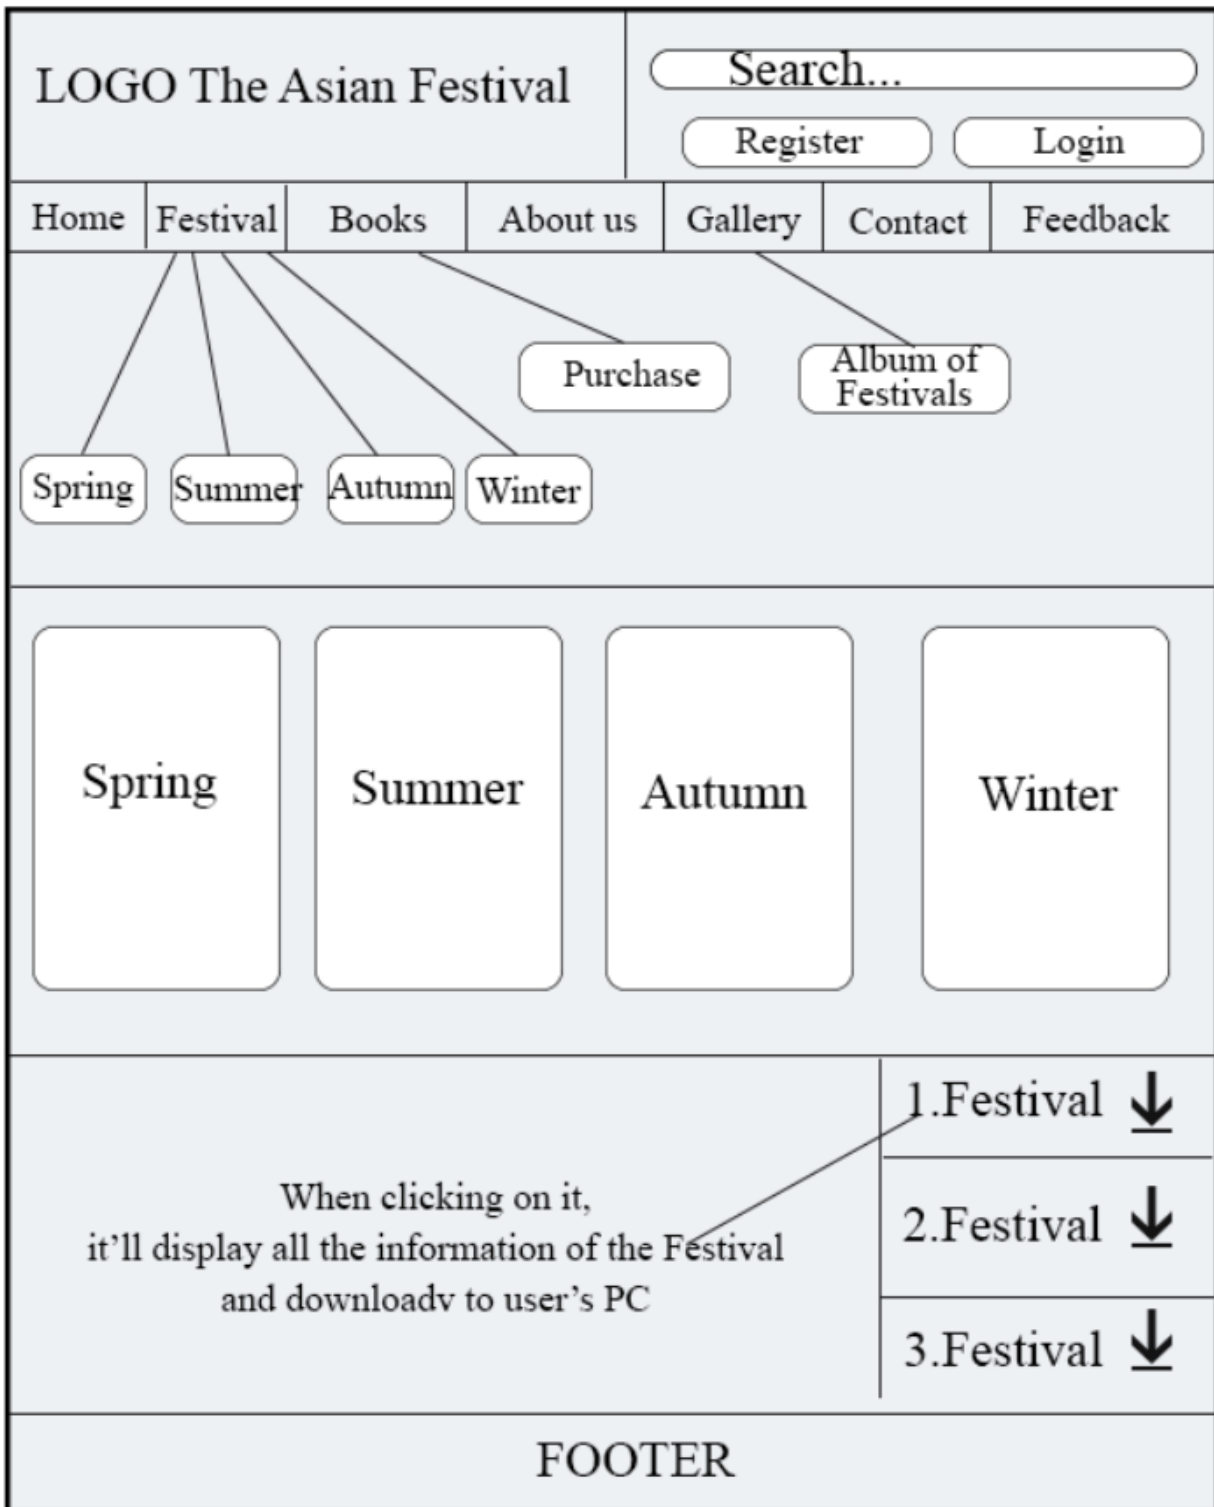 LOGO The Asian Festival
Search...
Register
Login
Home
Festival
Books
About us
Gallery
Contact
Feedback
Purchase
Album of
Festivals
Spring
Summer
Autumn
Winter
Spring
Summer
Autumn
Winter
1.Festival
When clicking on it,
it’ll display all the information of the Festival
and downloadv to user’s PC
2.Festival
3.Festival
FOOTER